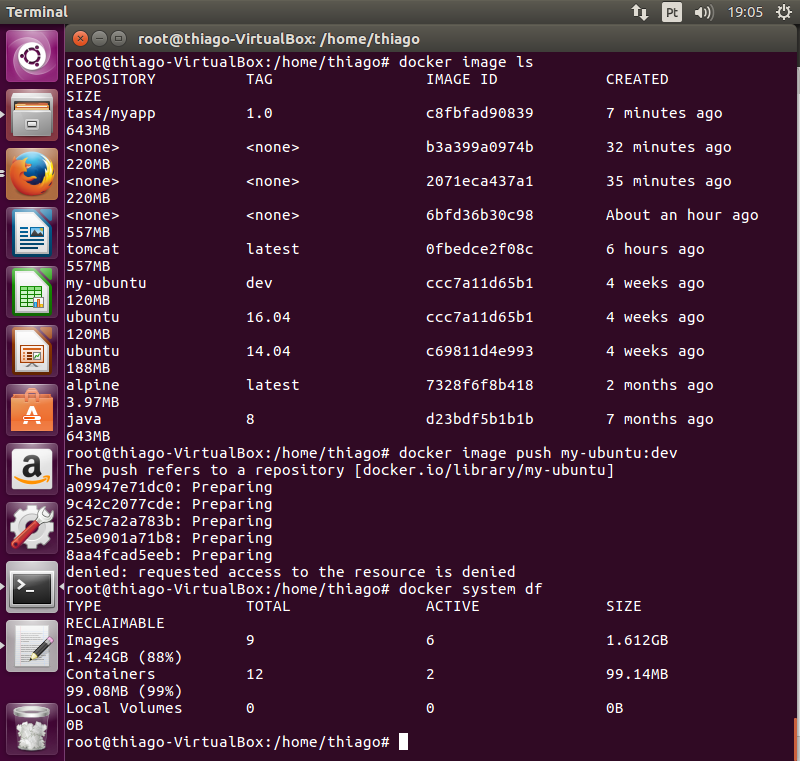 Terminal
Pt
19:05
root@thiago-VirtualBox: /home/thiago
root@thiago-VirtualBox:/home/thiago# docker image ls
REPOSITORY TAG IMAGE ID CREATED
SIZE
tas4/myapp 1.0 c8fbfad90839 7 minutes ago
643MB
<none> <none> b3a399a0974b 32 minutes ago
220MB
<none> <none> 2071eca437a1 35 minutes ago
220MB
<none> <none> 6bfd36b30c98 About an hour ago
557MB
tomcat latest 0fbedce2f08c 6 hours ago
557MB
my-ubuntu dev ccc7a11d65b1 4 weeks ago
120MB
ubuntu 16.04 ccc7a11d65b1 4 weeks ago
120MB
ubuntu 14.04 c69811d4e993 4 weeks ago
188MB
alpine latest 7328f6f8b418 2 months ago
3.97MB
java 8 d23bdf5b1b1b 7 months ago
643MB
root@thiago-VirtualBox:/home/thiago# docker image push my-ubuntu:dev
The push refers to a repository [docker.io/library/my-ubuntu]
a09947e71dc0: Preparing
9c42c2077cde: Preparing
625c7a2a783b: Preparing
25e0901a71b8: Preparing
8aa4fcad5eeb: Preparing
denied: requested access to the resource is denied
root@thiago-VirtualBox:/home/thiago# docker system df
TYPE TOTAL ACTIVE SIZE
RECLAIMABLE
Images 9 6 1.612GB
1.424GB (88%)
Containers 12 2 99.14MB
99.08MB (99%)
Local Volumes 0 0 0B
0B
root@thiago-VirtualBox:/home/thiago#